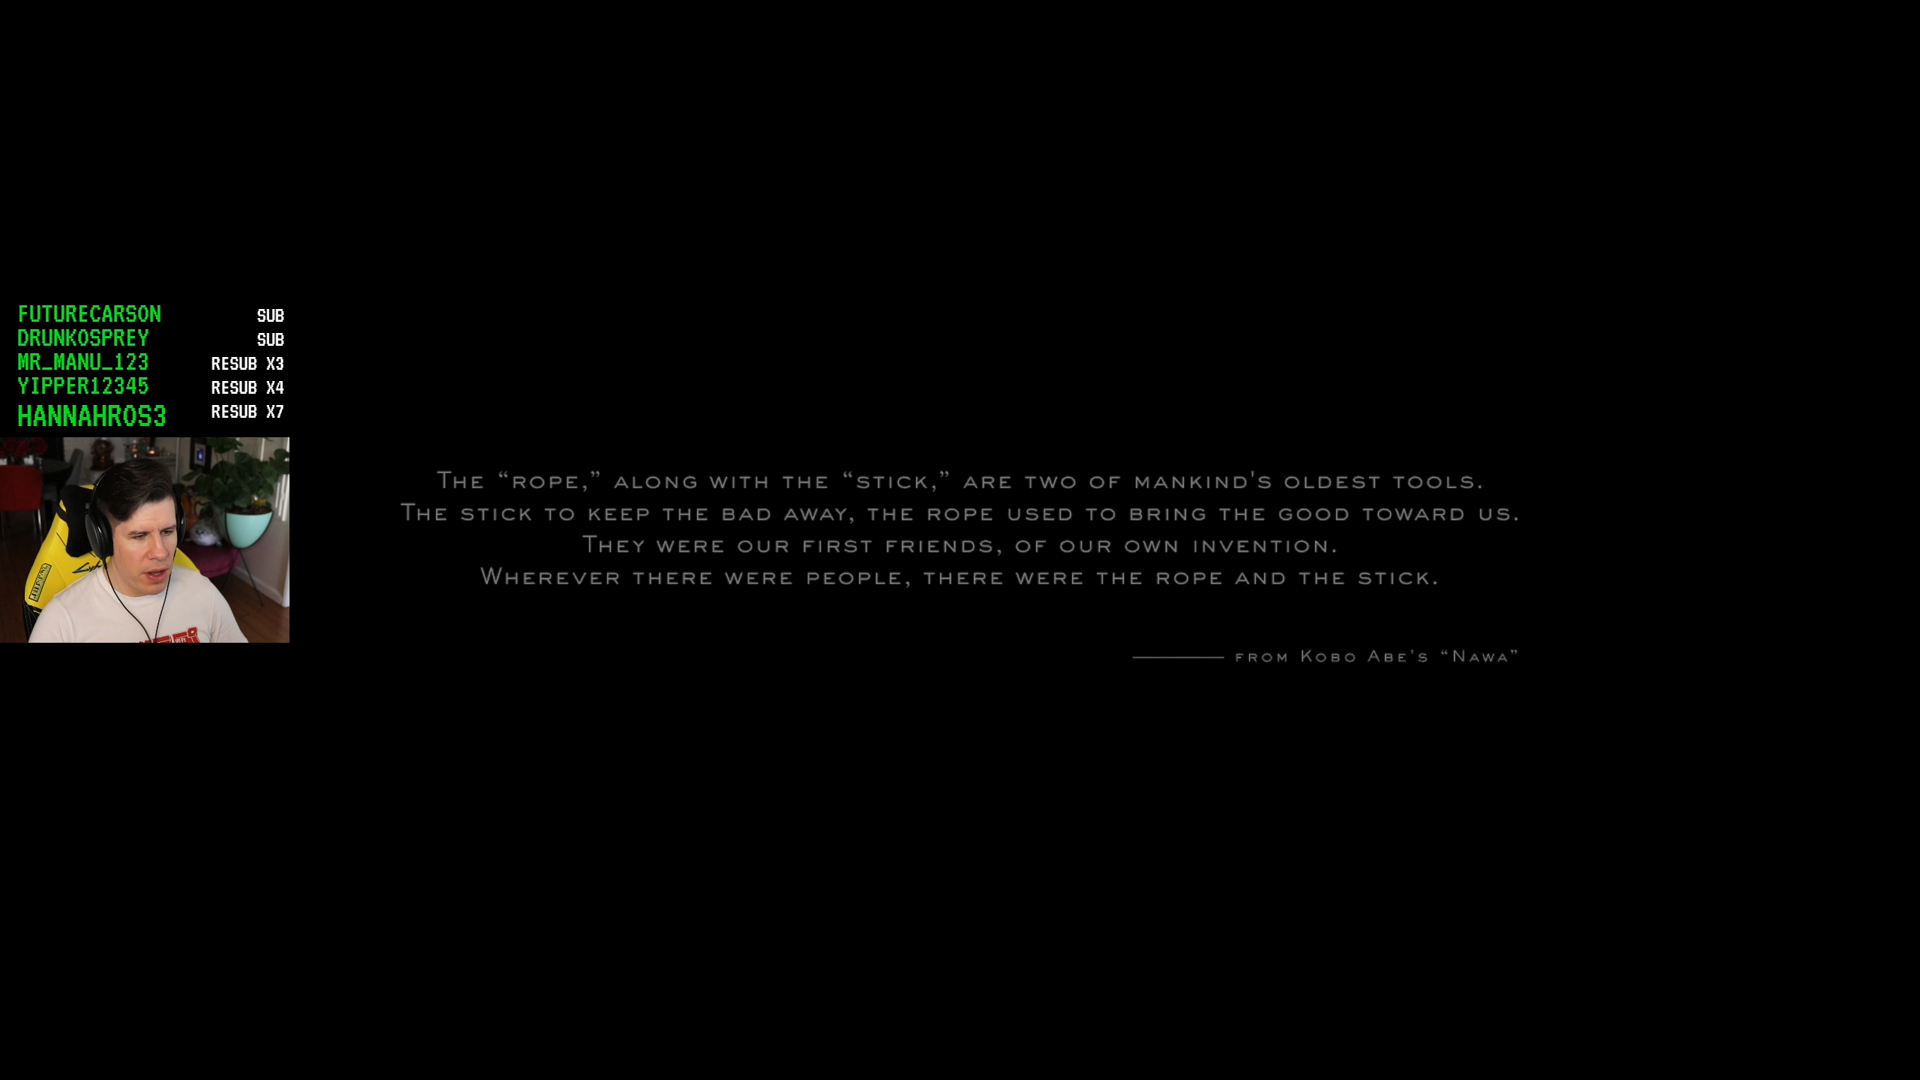 FUTURECARSON SUB
DRUNKOSPREY SUB
MR_MANU_123 RESUB X3
YIPPER12345 RESUB X4
HANNAHROS3 RESUB X7
The “rope,” along with the “stick,” are two of mankind's oldest tools.
The stick to keep the bad away, the rope used to bring the good toward us.
They were our first friends, of our own invention.
Wherever there were people, there were the rope and the stick.
from Kobo Abe's “Nawa”